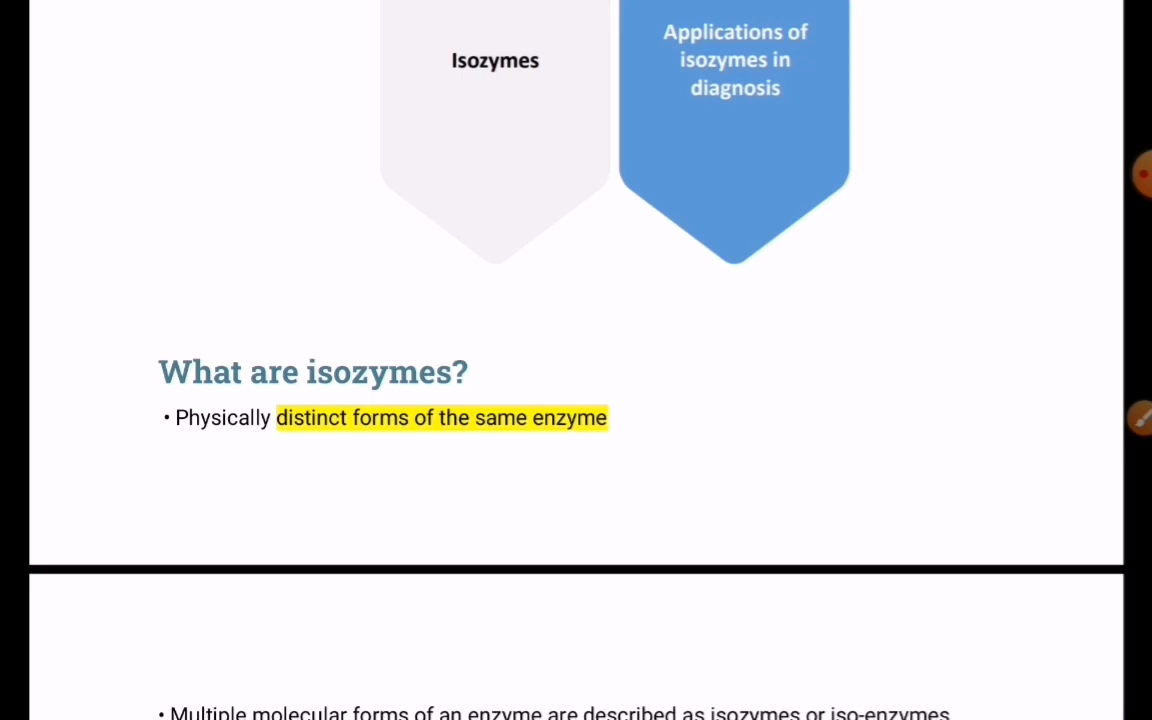 Isozymes
Applications of
isozymes in
diagnosis
What are isozymes?
• Physically distinct forms of the same enzyme
• Multiple molecular forms of an enzyme are described as isozymes or iso-enzymes